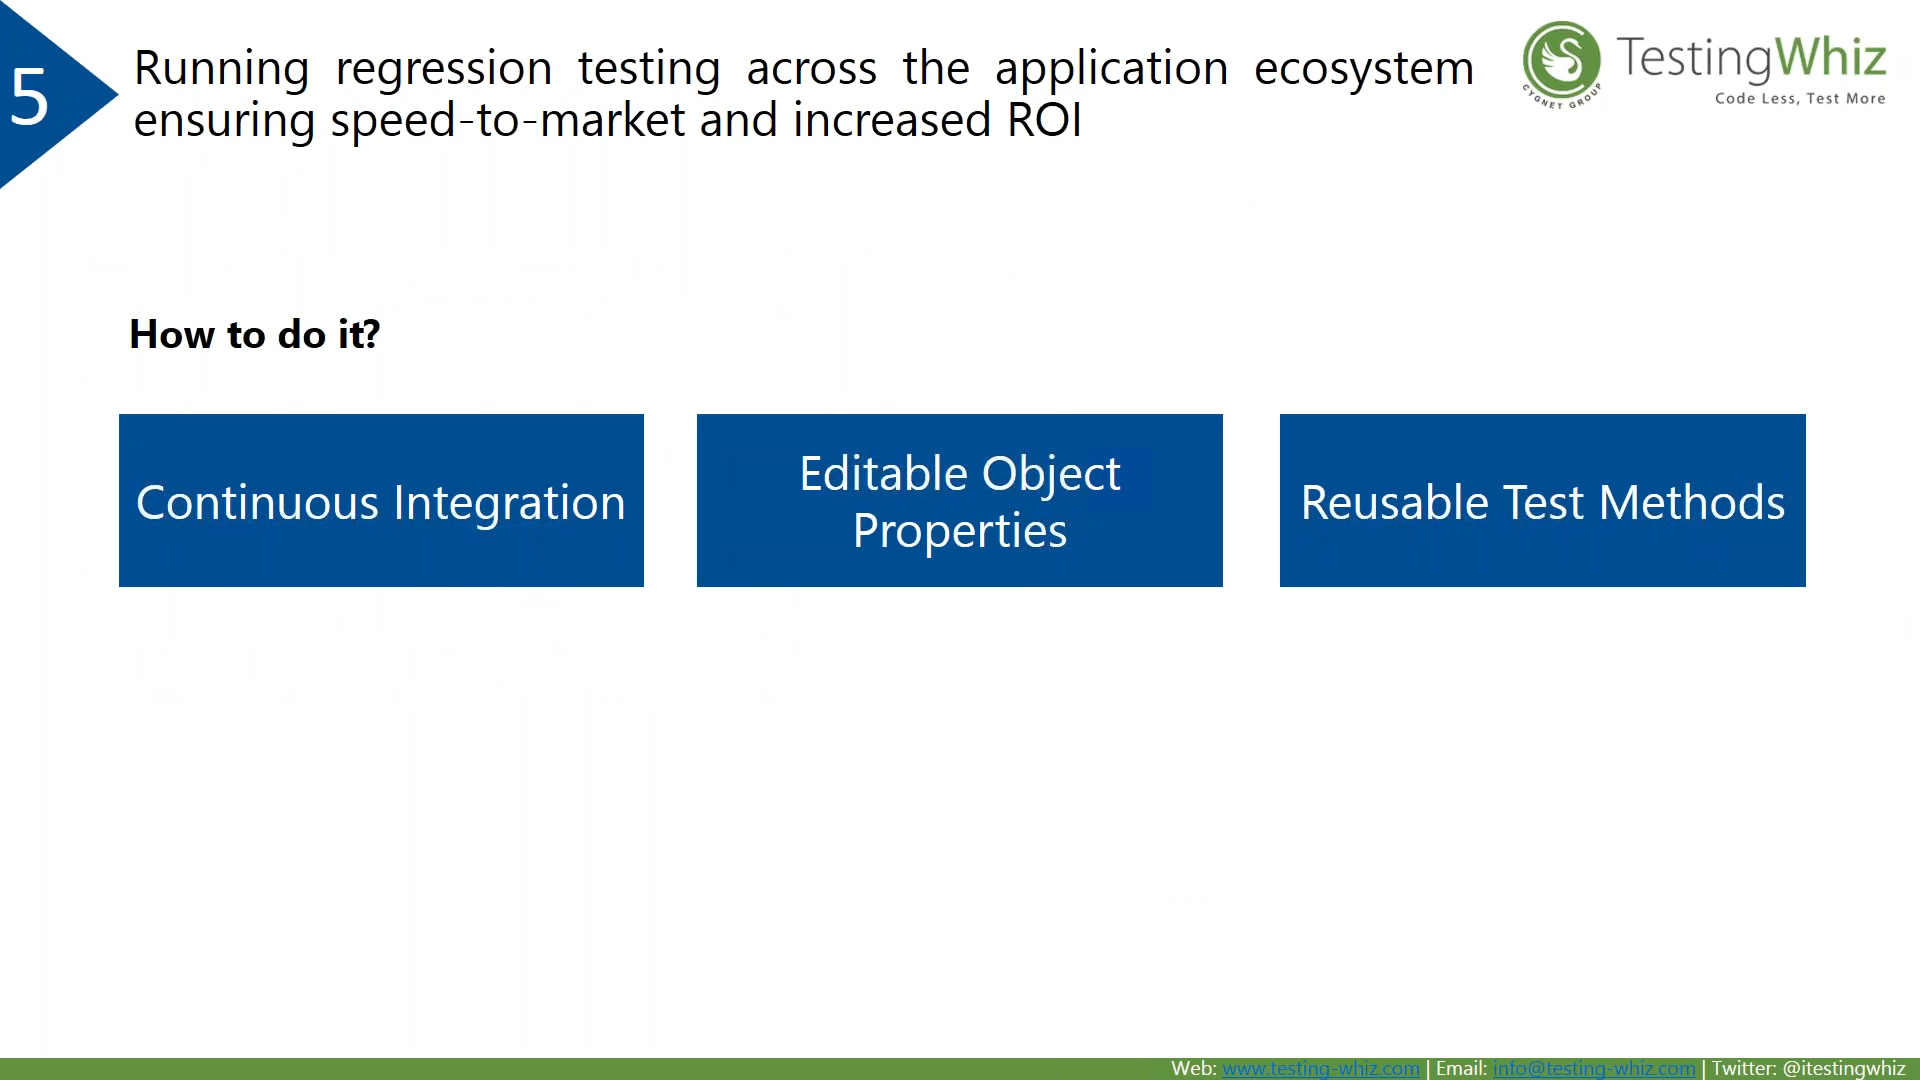 5
Running regression testing across the application ecosystem
ensuring speed-to-market and increased ROI
CYGNET GROUP
TestingWhiz
Code Less, Test More
How to do it?
Continuous Integration
Editable Object
Properties
Reusable Test Methods
Web: www.testing-whiz.com | Email: info@testing-whiz.com | Twitter: @itestingwhiz